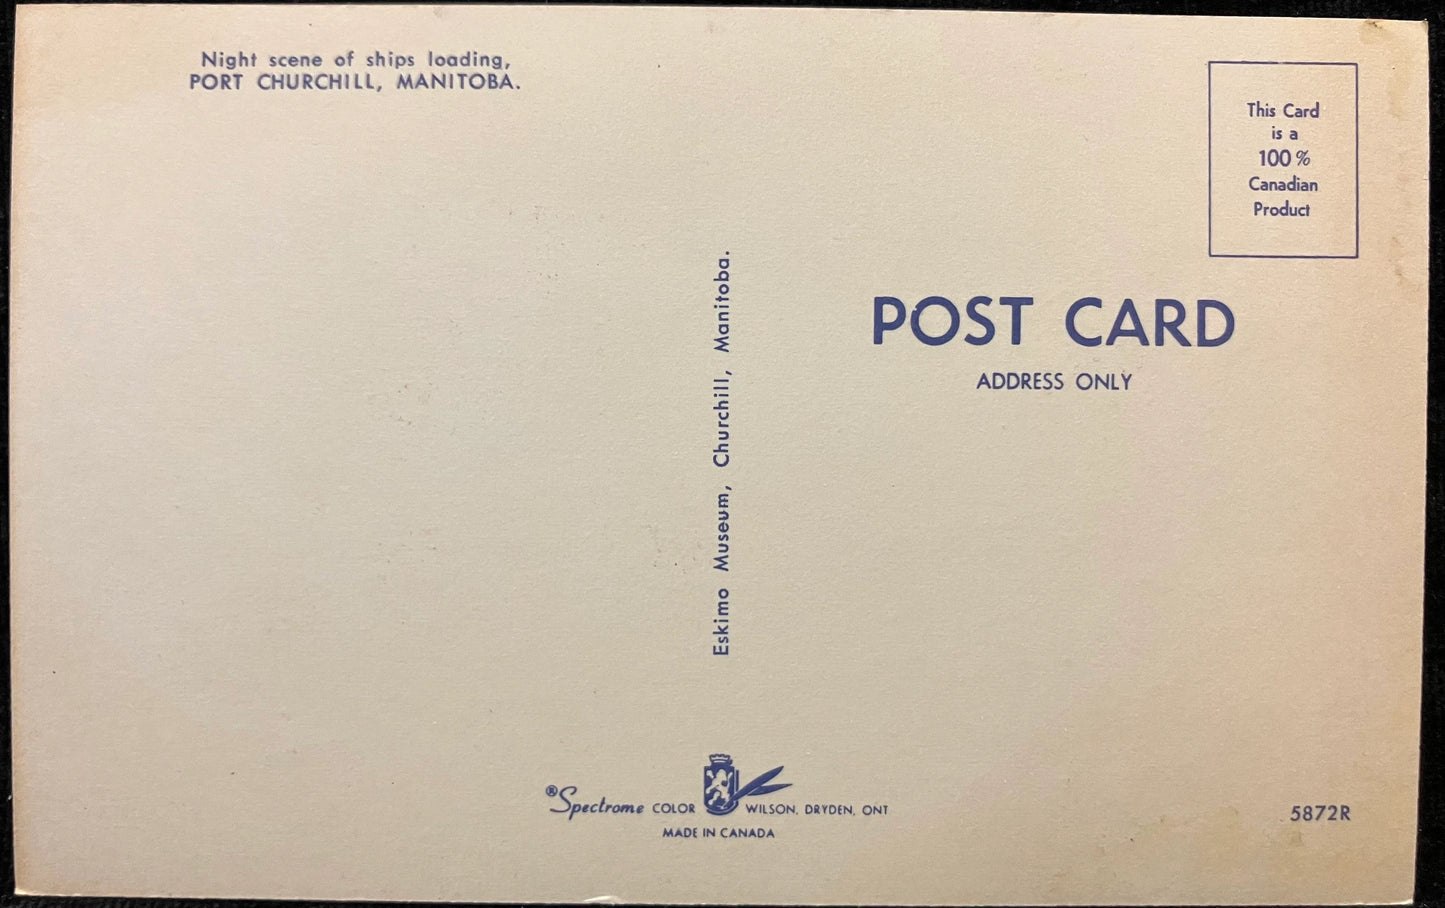 Night scene of ships loading,
PORT CHURCHILL, MANITOBA.
This Card
is a
100%
Canadian
Product
Eskimo Museum, Churchill, Manitoba.
POST CARD
ADDRESS ONLY
®Spectrome COLOR WILSON, DRYDEN, ONT
MADE IN CANADA
5872R